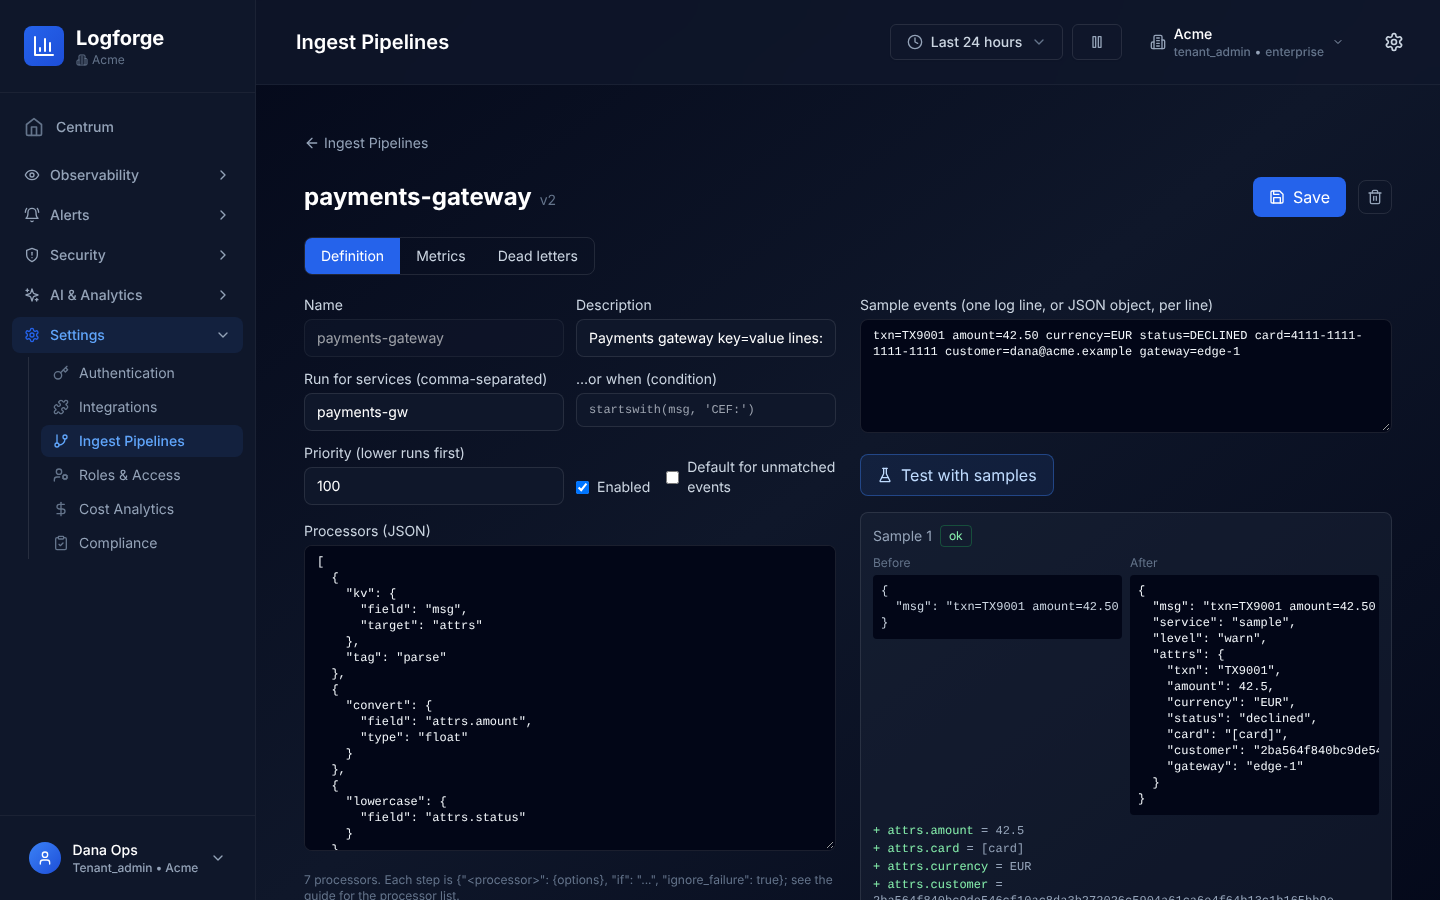 Logforge
Acme
Centrum
Observability
Alerts
Security
AI & Analytics
Settings
Authentication
Integrations
Ingest Pipelines
Roles & Access
Cost Analytics
Compliance
Dana Ops
Tenant_admin • Acme
Ingest Pipelines
Last 24 hours
Acme
tenant_admin • enterprise
Ingest Pipelines
payments-gateway v2
Save
Definition
Metrics
Dead letters
Name
payments-gateway
Description
Payments gateway key=value lines:
Run for services (comma-separated)
payments-gw
...or when (condition)
startswith(msg, 'CEF:')
Priority (lower runs first)
100
Enabled
Default for unmatched
events
Processors (JSON)
[
  {
    "kv": {
      "field": "msg",
      "target": "attrs"
    },
    "tag": "parse"
  },
  {
    "convert": {
      "field": "attrs.amount",
      "type": "float"
    }
  },
  {
    "lowercase": {
      "field": "attrs.status"
    }
  }
7 processors. Each step is {"<processor>": {options}, "if": "...", "ignore_failure": true}; see the
guide for the processor list.
Sample events (one log line, or JSON object, per line)
txn=TX9001 amount=42.50 currency=EUR status=DECLINED card=4111-1111-
1111-1111 customer=dana@acme.example gateway=edge-1
Test with samples
Sample 1 ok
Before
{
  "msg": "txn=TX9001 amount=42.50
}
After
{
  "msg": "txn=TX9001 amount=42.50
  "service": "sample",
  "level": "warn",
  "attrs": {
    "txn": "TX9001",
    "amount": 42.5,
    "currency": "EUR",
    "status": "declined",
    "card": "[card]",
    "customer": "2ba564f840bc9de54
    "gateway": "edge-1"
  }
}
+ attrs.amount = 42.5
+ attrs.card = [card]
+ attrs.currency = EUR
+ attrs.customer =